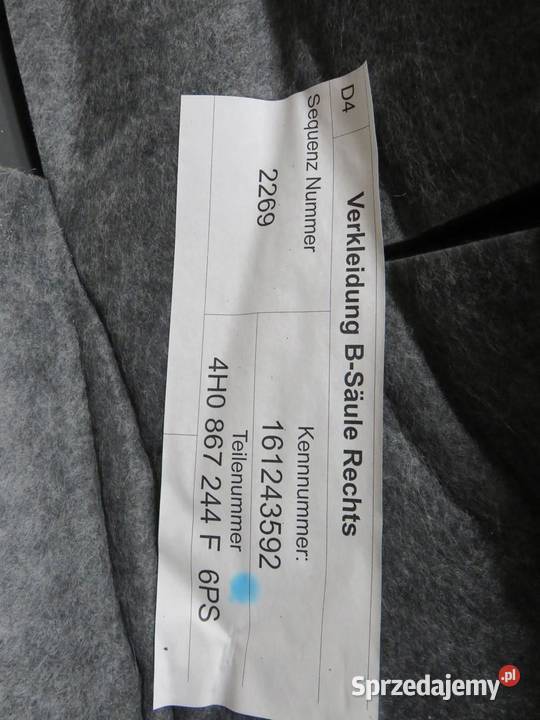 D4
Verkleidung B-Säule Rechts
Sequenz Nummer
2269
Kennnummer:
161243592
Teilenummer
4H0 867 244 F 6PS
Sprzedajemy.pl